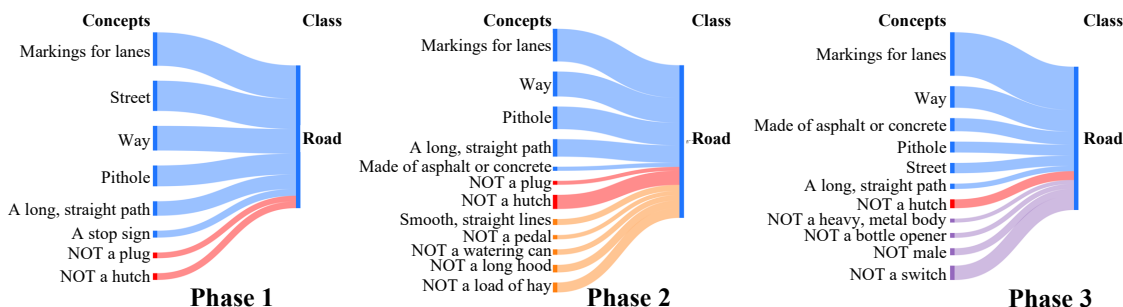 Concepts Class
Markings for lanes
Street
Way
Road
Pithole
A long, straight path
A stop sign
NOT a plug
NOT a hutch
Phase 1
Concepts Class
Markings for lanes
Way
Pithole
Road
A long, straight path
Made of asphalt or concrete
NOT a plug
NOT a hutch
Smooth, straight lines
NOT a pedal
NOT a watering can
NOT a long hood
NOT a load of hay
Phase 2
Concepts Class
Markings for lanes
Way
Made of asphalt or concrete
Road
Pithole
Street
A long, straight path
NOT a hutch
NOT a heavy, metal body
NOT a bottle opener
NOT male
NOT a switch
Phase 3